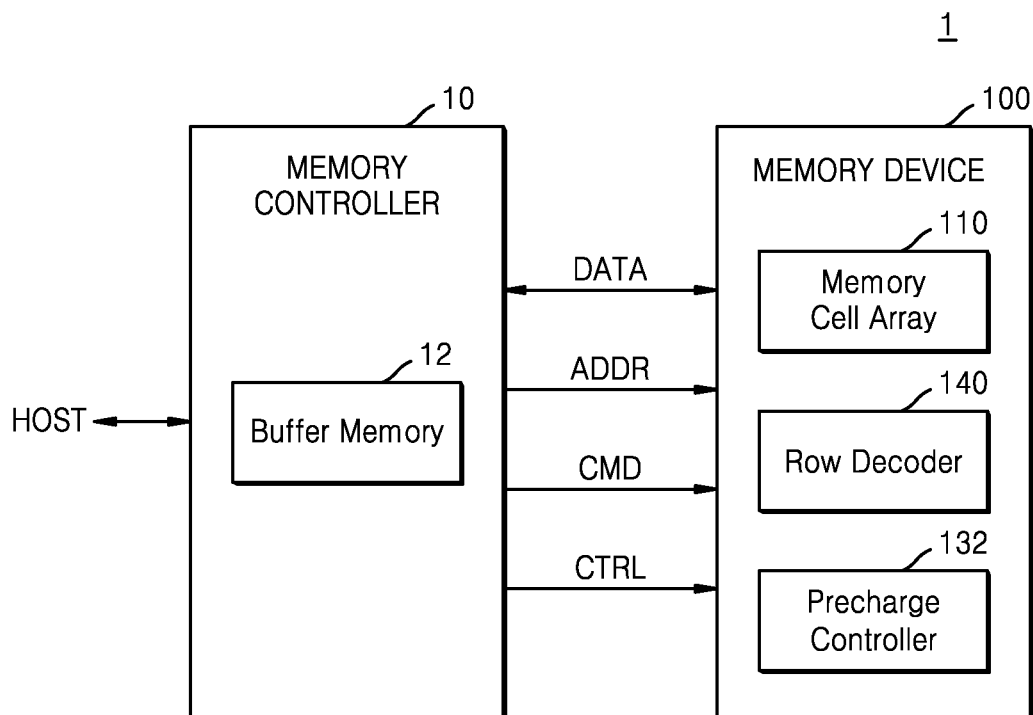 1
10
100
MEMORY
CONTROLLER
MEMORY DEVICE
110
Memory
Cell Array
DATA
12
ADDR
140
HOST
Buffer Memory
Row Decoder
CMD
132
CTRL
Precharge
Controller